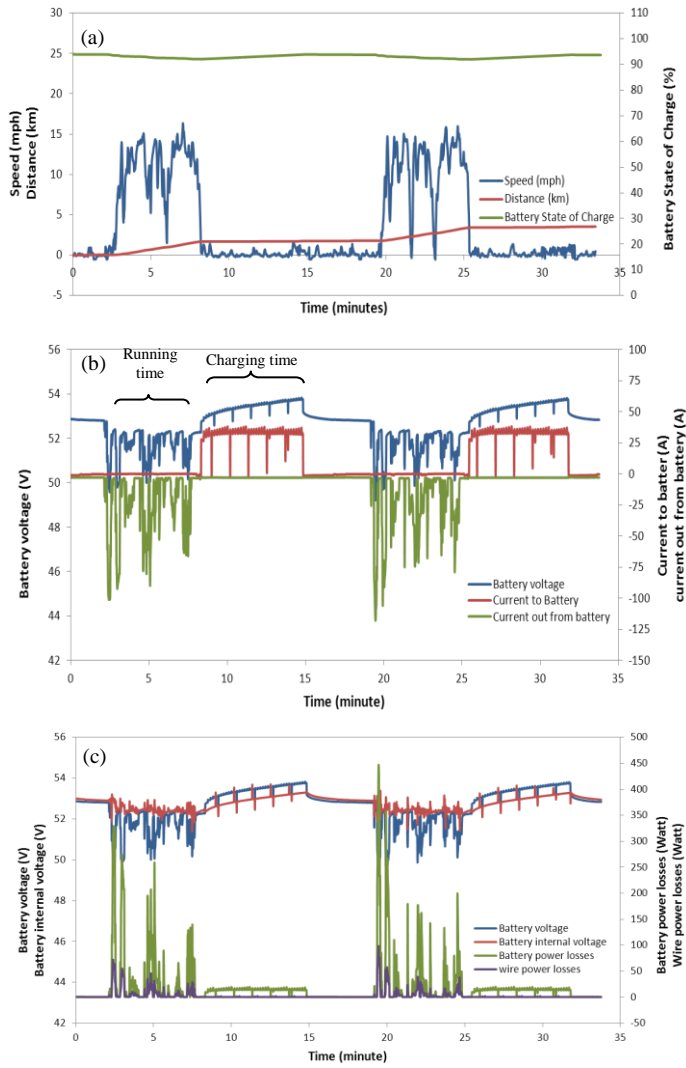 (a)
30
25
20
15
10
5
0
-5
Speed (mph)
Distance (km)
110
100
90
80
70
60
50
40
30
20
10
0
Battery State of Charge (%)
Speed (mph)
Distance (km)
Battery State of Charge
0 5 10 15 20 25 30 35
Time (minutes)
(b)
Running
time
Charging time
56
54
52
50
48
46
44
42
Battery voltage (V)
100
75
50
25
0
-25
-50
-75
-100
-125
-150
Current to batter (A)
current out from battery (A)
Battery voltage
Current to Battery
Current out from battery
0 5 10 15 20 25 30 35
Time (minute)
(c)
56
54
52
50
48
46
44
42
Battery voltage (V)
Battery internal voltage (V)
500
450
400
350
300
250
200
150
100
50
0
-50
Battery power losses (Watt)
Wire power losses (Watt)
Battery voltage
Battery internal voltage
Battery power losses
wire power losses
0 5 10 15 20 25 30 35
Time (minute)